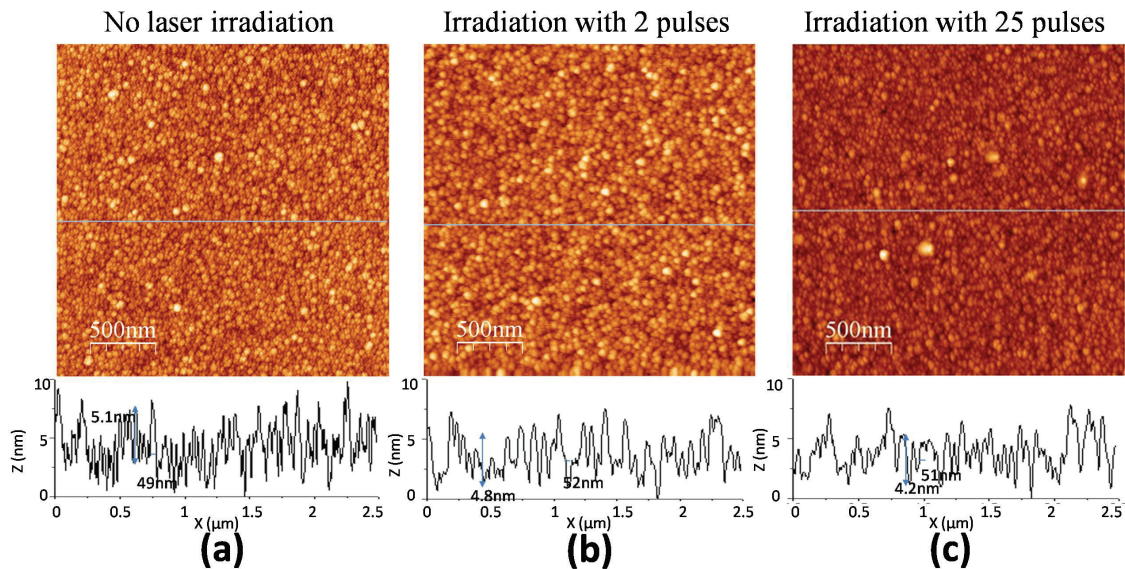 No laser irradiation
Irradiation with 2 pulses
Irradiation with 25 pulses
500nm
500nm
500nm
10
5
0
Z (nm)
5.1nm
49nm
0
0.5
1
1.5
2
2.5
X (µm)
(a)
10
5
0
4.8nm
52nm
0
0.5
1
1.5
2
2.5
X (µm)
(b)
10
5
0
Z (nm)
51nm
4.2nm
0
0.5
1
1.5
2
2.5
X (µm)
(c)